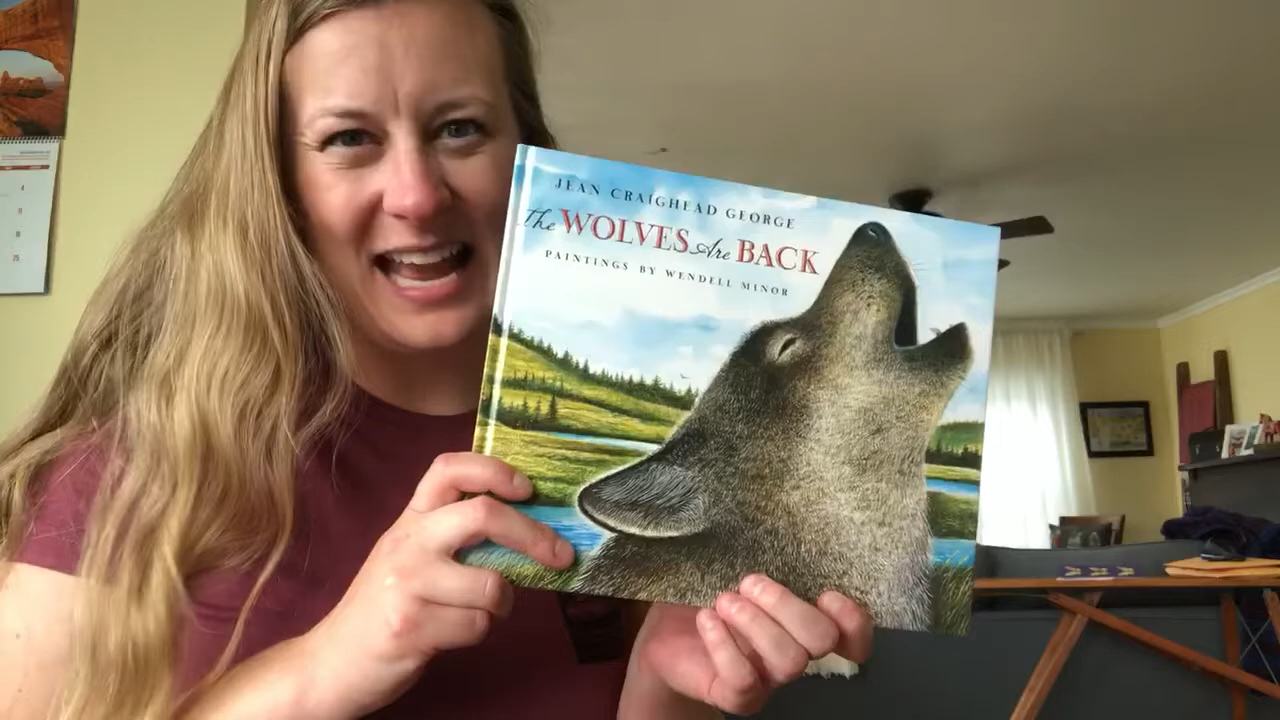 JEAN CRAIGHEAD GEORGE
The WOLVES Are BACK
PAINTINGS BY WENDELL MINOR